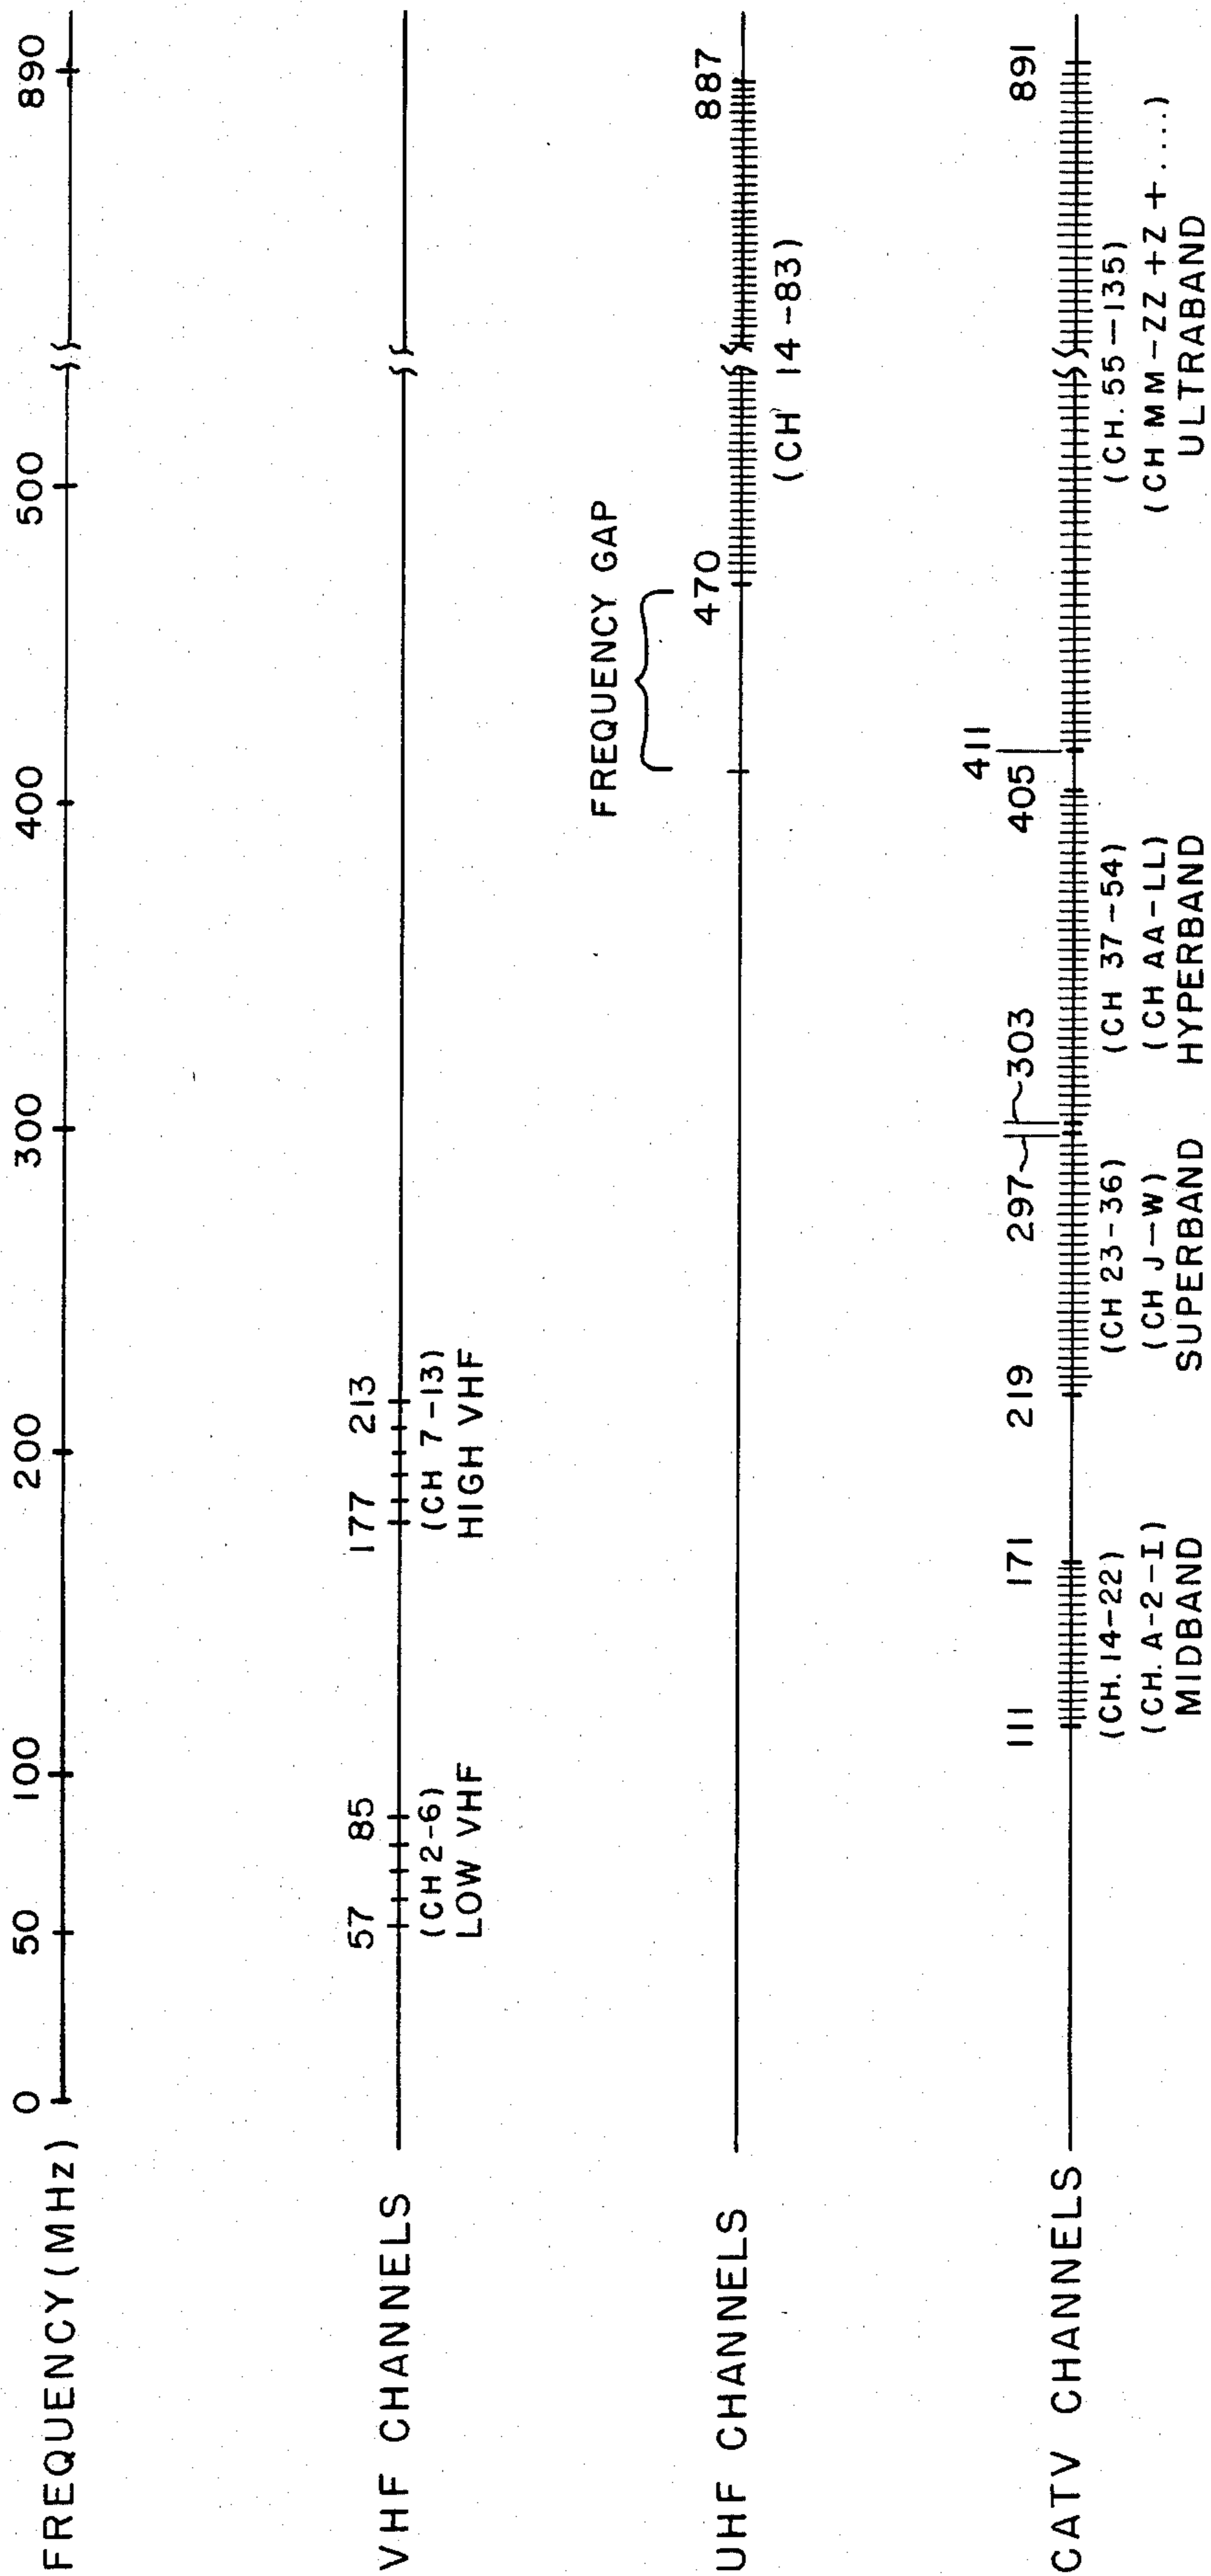 FREQUENCY (MHz)
0 50 100 200 300 400 500 890
VHF CHANNELS
57 85 177 213
(CH 2-6) (CH 7-13)
LOW VHF HIGH VHF
FREQUENCY GAP
UHF CHANNELS
470 887
(CH 14-83)
411
CATV CHANNELS
111 171 219 297 303 405 891
(CH. 14-22) (CH 23-36) (CH 37-54) (CH. 55-135)
(CH. A-2-I) (CH J-W) (CH AA-LL) (CH MM-ZZ+Z+....)
MIDBAND SUPERBAND HYPERBAND ULTRABAND